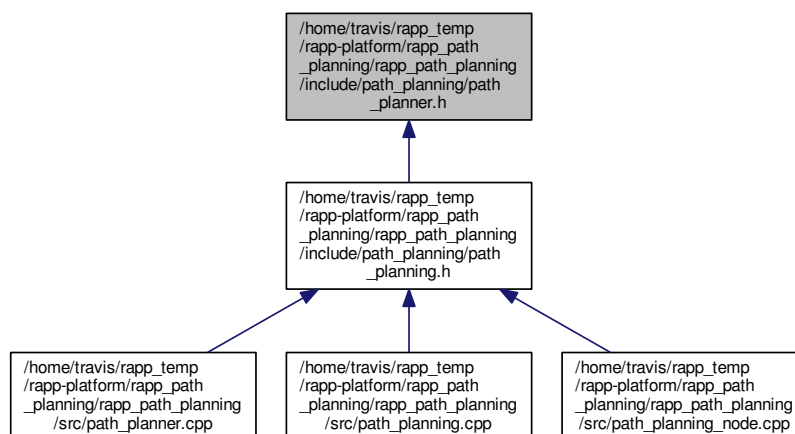 /home/travis/rapp_temp
/rapp-platform/rapp_path
_planning/rapp_path_planning
/include/path_planning/path
_planner.h
/home/travis/rapp_temp
/rapp-platform/rapp_path
_planning/rapp_path_planning
/include/path_planning/path
_planning.h
/home/travis/rapp_temp
/rapp-platform/rapp_path
_planning/rapp_path_planning
/src/path_planner.cpp
/home/travis/rapp_temp
/rapp-platform/rapp_path
_planning/rapp_path_planning
/src/path_planning.cpp
/home/travis/rapp_temp
/rapp-platform/rapp_path
_planning/rapp_path_planning
/src/path_planning_node.cpp